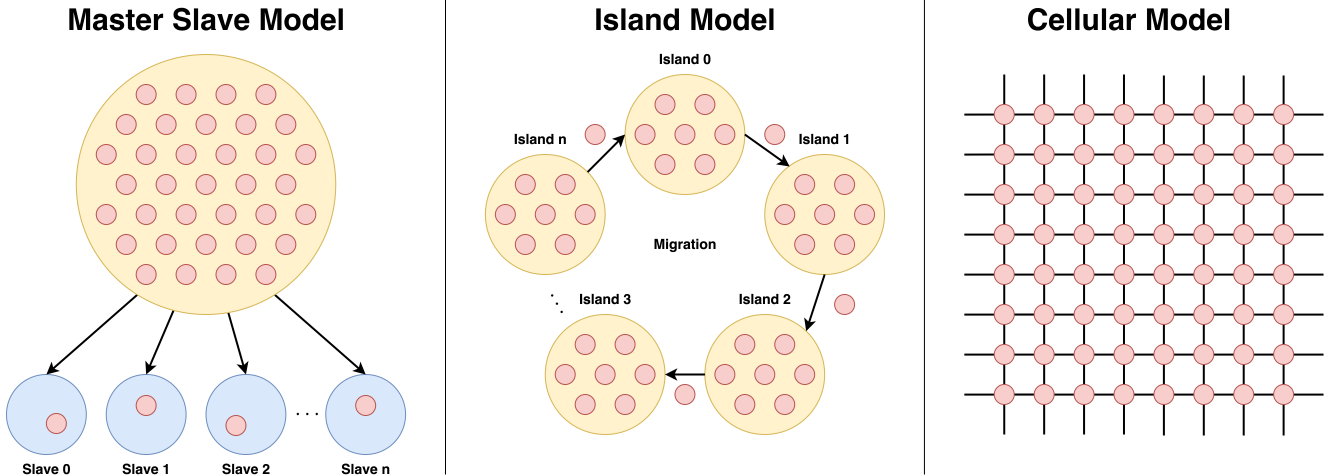 Master Slave Model
Slave 0
Slave 1
Slave 2
. . .
Slave n
Island Model
Island 0
Island n
Island 1
Migration
. . .
Island 3
Island 2
Cellular Model